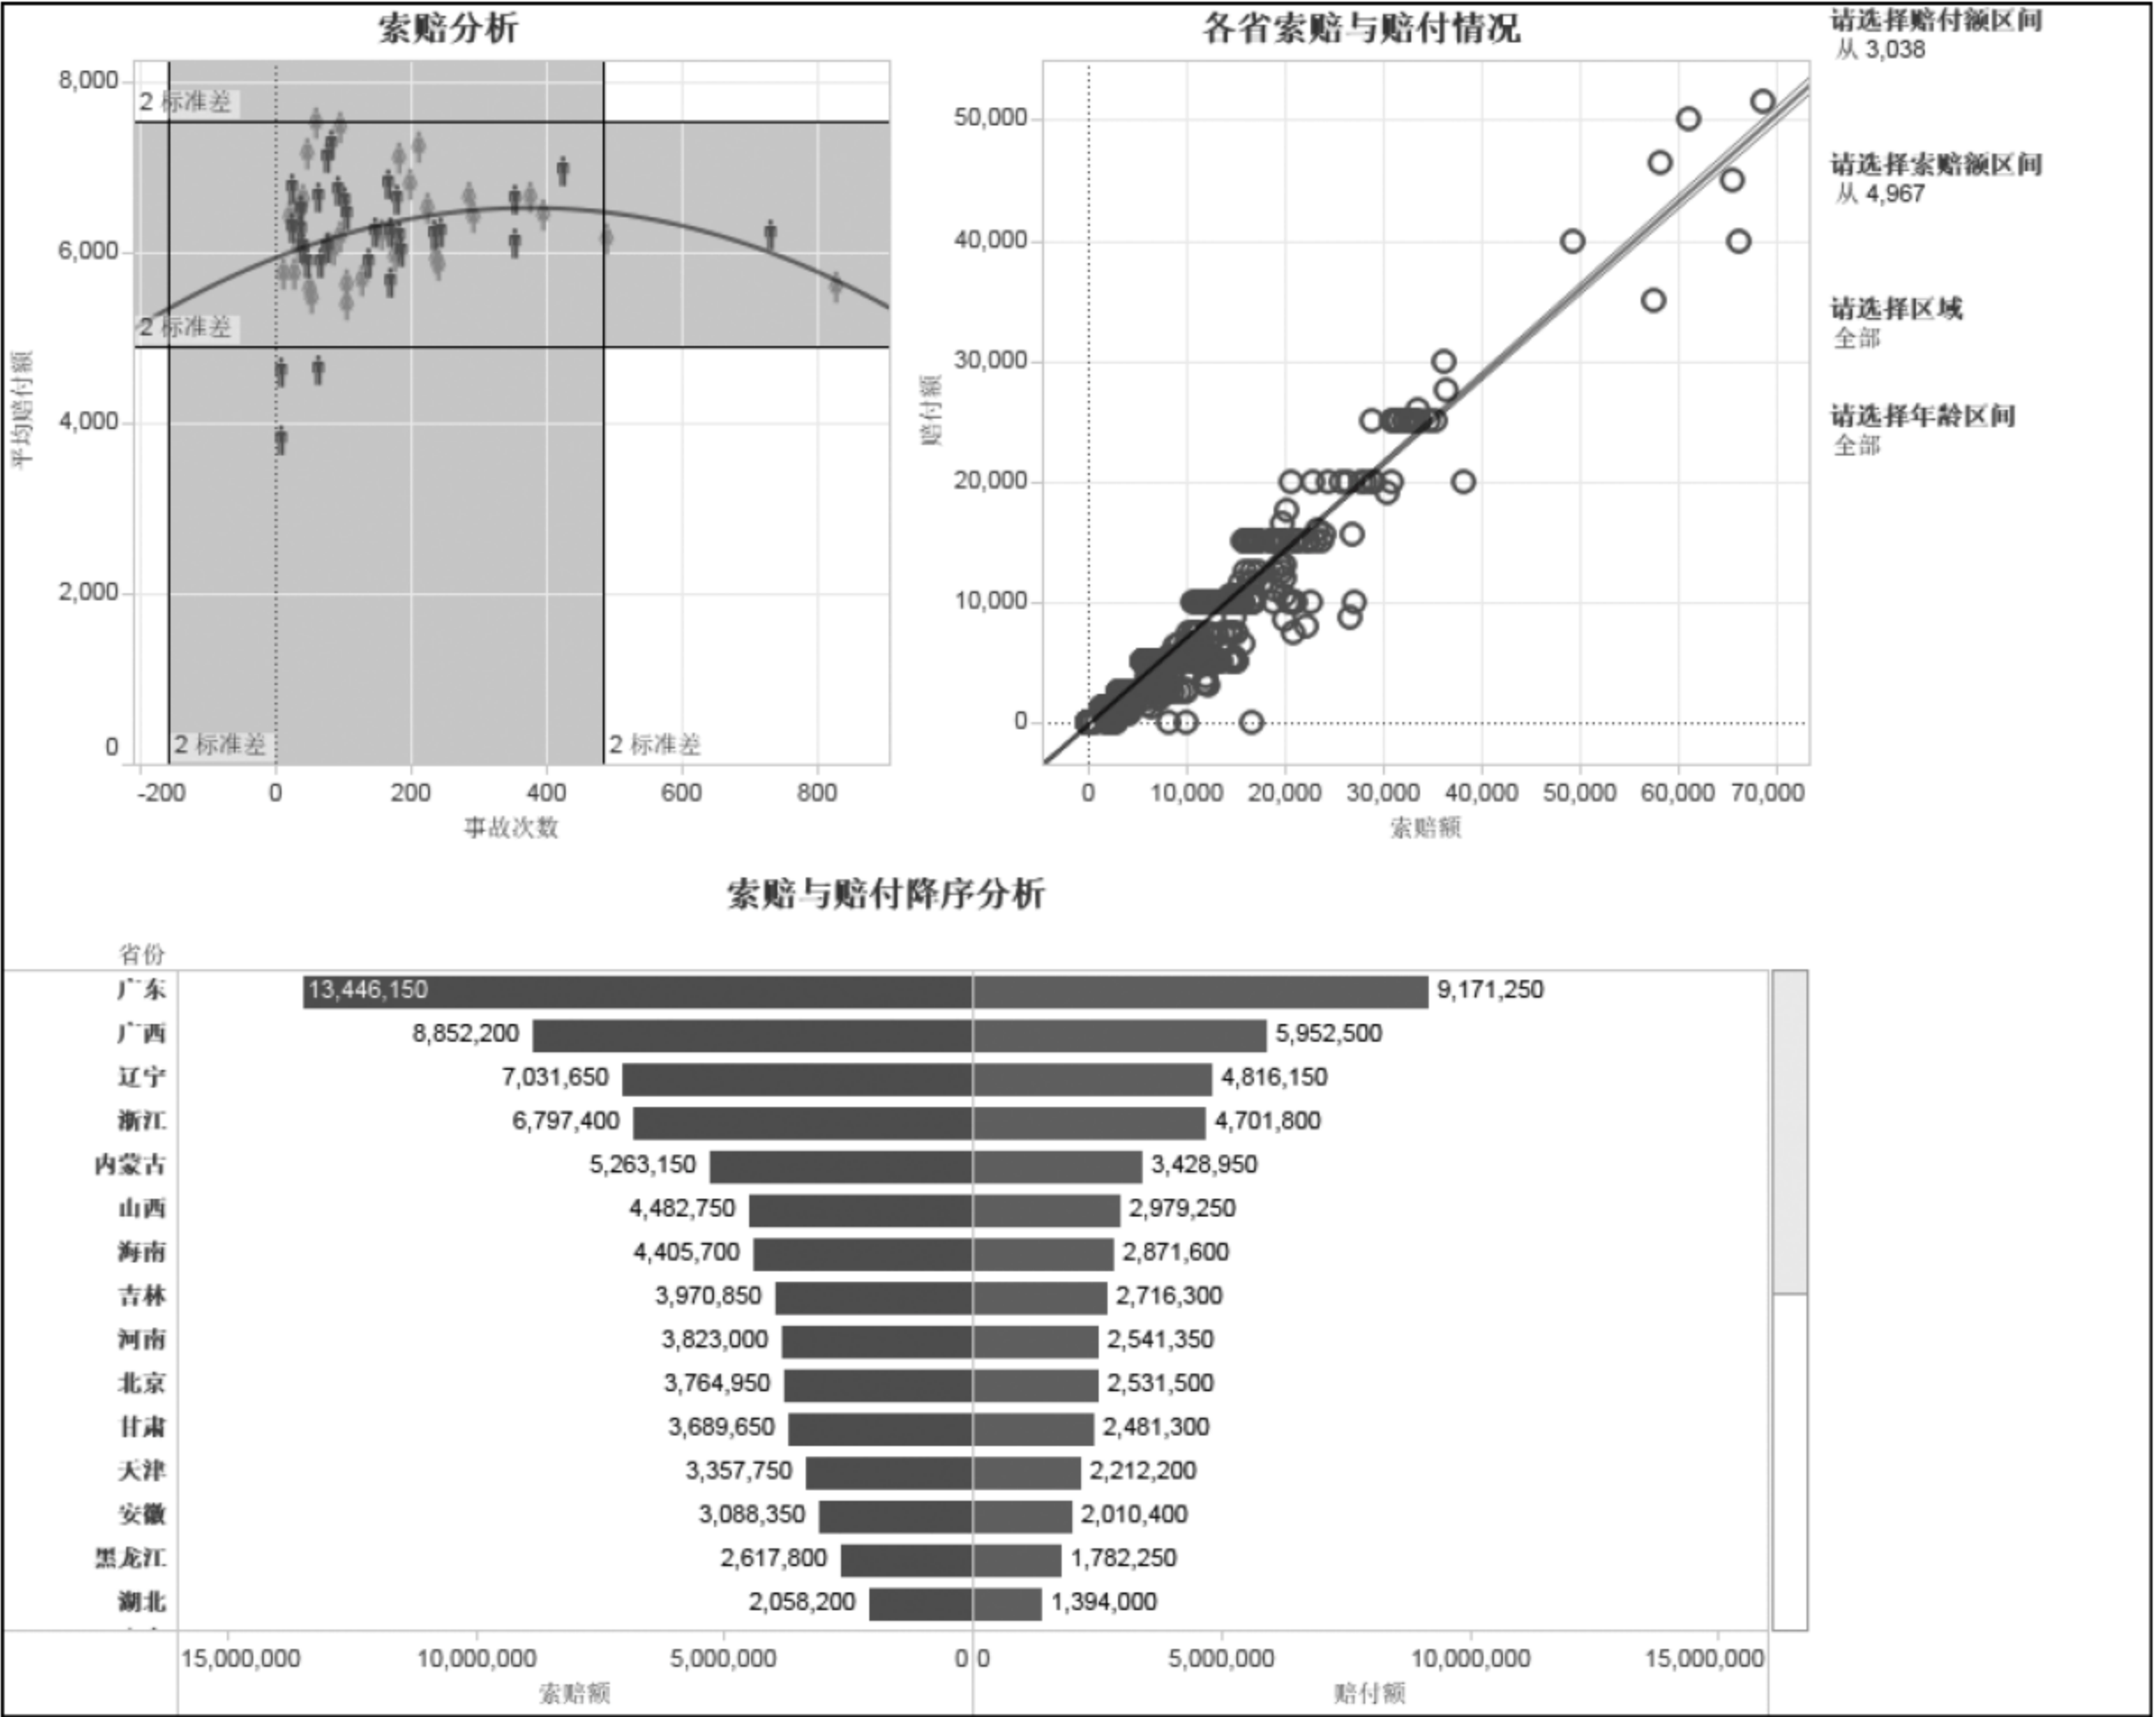 索赔分析
8,000
6,000
4,000
2,000
0
平均赔付额
2 标准差
2 标准差
2 标准差
2 标准差
-200 0 200 400 600 800
事故次数
各省索赔与赔付情况
50,000
40,000
30,000
20,000
10,000
0
赔付额
0 10,000 20,000 30,000 40,000 50,000 60,000 70,000
索赔额
请选择赔付额区间
从 3,038
请选择索赔额区间
从 4,967
请选择区域
全部
请选择年龄区间
全部
索赔与赔付降序分析
省份
广东 13,446,150 9,171,250
广西 8,852,200 5,952,500
辽宁 7,031,650 4,816,150
浙江 6,797,400 4,701,800
内蒙古 5,263,150 3,428,950
山西 4,482,750 2,979,250
海南 4,405,700 2,871,600
吉林 3,970,850 2,716,300
河南 3,823,000 2,541,350
北京 3,764,950 2,531,500
甘肃 3,689,650 2,481,300
天津 3,357,750 2,212,200
安徽 3,088,350 2,010,400
黑龙江 2,617,800 1,782,250
湖北 2,058,200 1,394,000
15,000,000 10,000,000 5,000,000 0 0 5,000,000 10,000,000 15,000,000
索赔额 赔付额